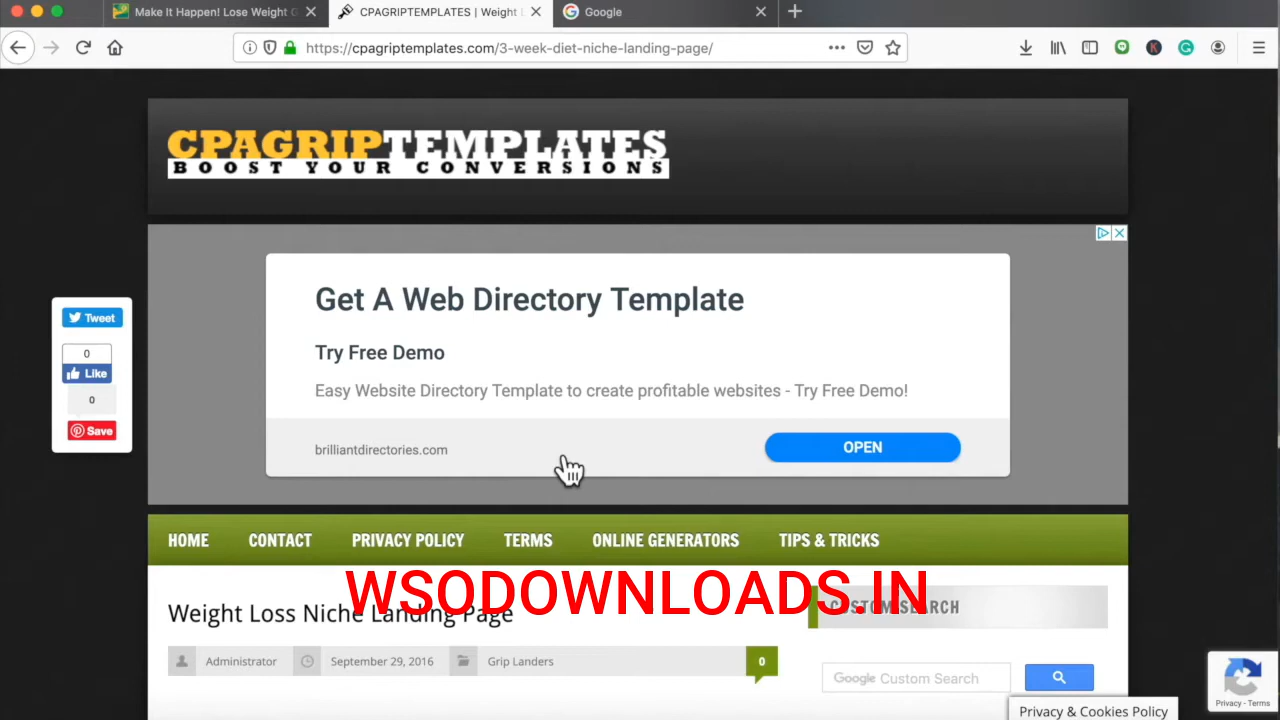 Make It Happen! Lose Weight G
CPAGRIPTEMPLATES | Weight L
Google
https://cpagriptemplates.com/3-week-diet-niche-landing-page/
CPAGRIPTEMPLATES
BOOST YOUR CONVERSIONS
Get A Web Directory Template
Try Free Demo
Easy Website Directory Template to create profitable websites - Try Free Demo!
brilliantdirectories.com
OPEN
Tweet
0
Like
0
Save
HOME CONTACT PRIVACY POLICY TERMS ONLINE GENERATORS TIPS & TRICKS
WSODOWNLOADS.IN
Weight Loss Niche Landing Page
CUSTOM SEARCH
Administrator September 29, 2016 Grip Landers 0
Google Custom Search
Privacy - Terms
Privacy & Cookies Policy